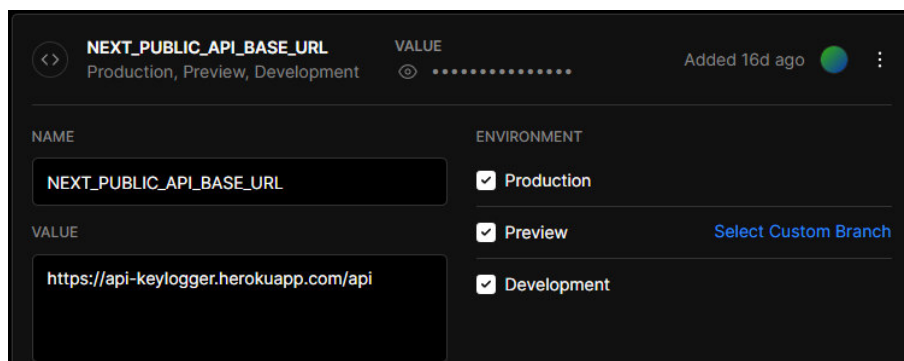 NEXT_PUBLIC_API_BASE_URL
Production, Preview, Development
VALUE
•••••••••••••••
Added 16d ago
NAME
NEXT_PUBLIC_API_BASE_URL
VALUE
https://api-keylogger.herokuapp.com/api
ENVIRONMENT
Production
Preview
Select Custom Branch
Development